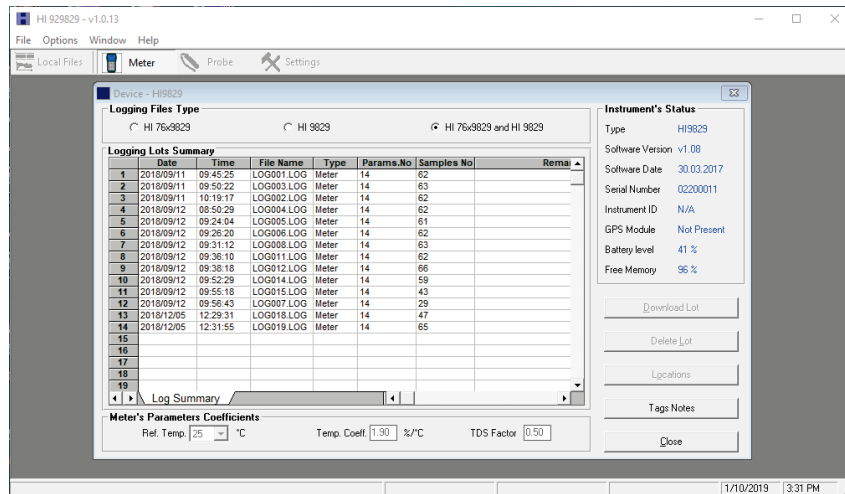 HI 929829 - v1.0.13
File Options Window Help
Local Files Meter Probe Settings
Device - HI9829
Logging Files Type
HI 76x9829 HI 9829 HI 76x9829 and HI 9829
Logging Lots Summary
Date Time File Name Type Params.No Samples No Remai
1 2018/09/11 09:45:25 LOG001.LOG Meter 14 62
2 2018/09/11 09:50:22 LOG003.LOG Meter 14 63
3 2018/09/11 10:19:17 LOG002.LOG Meter 14 62
4 2018/09/12 08:50:29 LOG004.LOG Meter 14 62
5 2018/09/12 09:24:04 LOG005.LOG Meter 14 61
6 2018/09/12 09:26:20 LOG006.LOG Meter 14 62
7 2018/09/12 09:31:12 LOG008.LOG Meter 14 63
8 2018/09/12 09:36:10 LOG011.LOG Meter 14 62
9 2018/09/12 09:38:18 LOG012.LOG Meter 14 66
10 2018/09/12 09:52:29 LOG014.LOG Meter 14 59
11 2018/09/12 09:55:18 LOG015.LOG Meter 14 43
12 2018/09/12 09:56:43 LOG007.LOG Meter 14 29
13 2018/12/05 12:29:31 LOG018.LOG Meter 14 47
14 2018/12/05 12:31:55 LOG019.LOG Meter 14 65
15
16
17
18
19
Log Summary
Meter's Parameters Coefficients
Ref. Temp. 25 °C Temp. Coeff. 1.90 %/°C TDS Factor 0.50
Instrument's Status
Type HI9829
Software Version v1.08
Software Date 30.03.2017
Serial Number 02200011
Instrument ID N/A
GPS Module Not Present
Battery level 41 %
Free Memory 96 %
Download Lot
Delete Lot
Locations
Tags Notes
Close
1/10/2019 3:31 PM